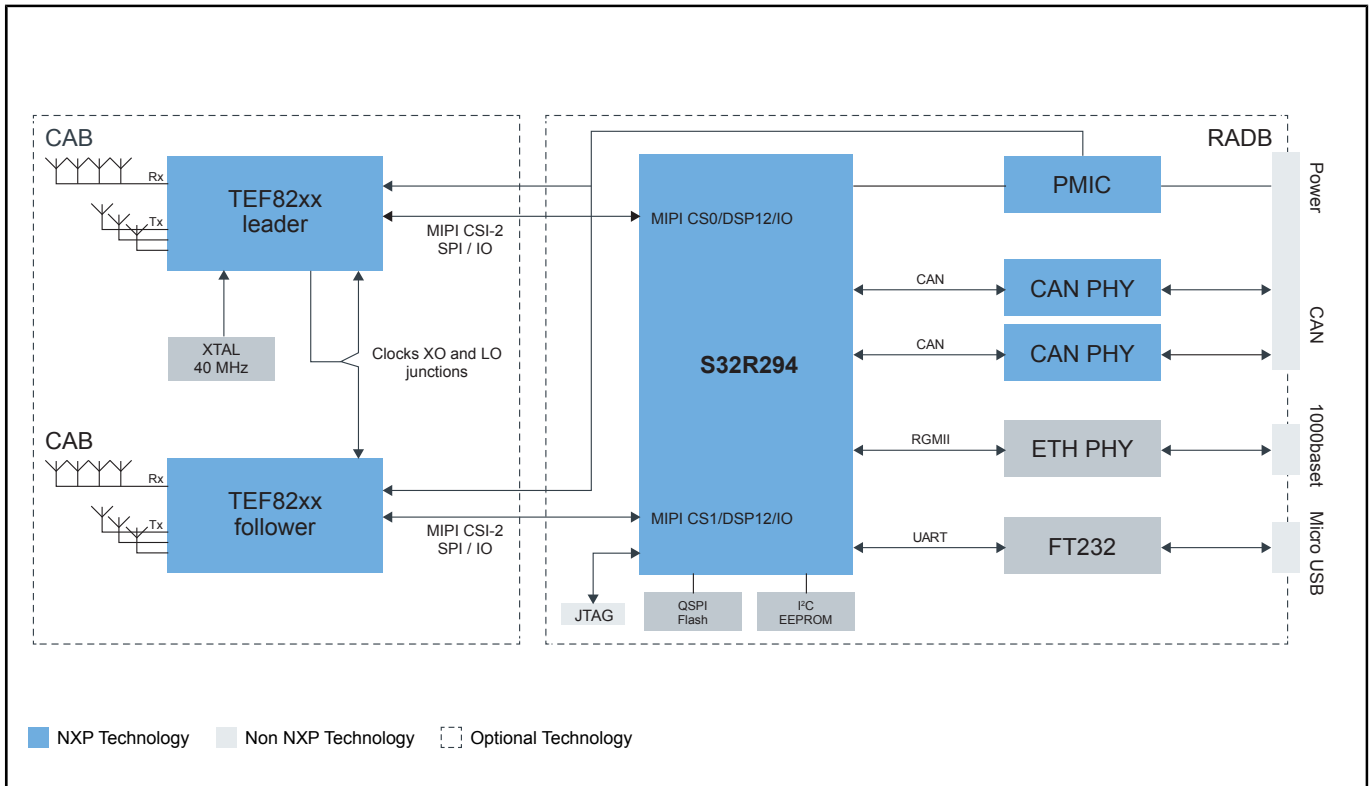 CAB
Rx
Tx
TEF82xx
leader
MIPI CSI-2
SPI / IO
XTAL
40 MHz
Clocks XO and LO
junctions
CAB
Rx
Tx
TEF82xx
follower
MIPI CSI-2
SPI / IO
RADB
MIPI CS0/DSP12/IO
S32R294
MIPI CS1/DSP12/IO
JTAG
QSPI
Flash
I²C
EEPROM
PMIC
Power
CAN
CAN PHY
CAN
CAN PHY
CAN
RGMII
ETH PHY
1000baset
UART
FT232
Micro USB
NXP Technology
Non NXP Technology
Optional Technology